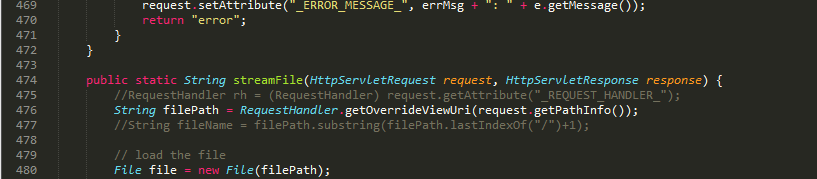 469 request.setAttribute("_ERROR_MESSAGE_", errMsg + ": " + e.getMessage());
470 return "error";
471 }
472 }
473
474 public static String streamFile(HttpServletRequest request, HttpServletResponse response) {
475 //RequestHandler rh = (RequestHandler) request.getAttribute("_REQUEST_HANDLER_");
476 String filePath = RequestHandler.getOverrideViewUri(request.getPathInfo());
477 //String fileName = filePath.substring(filePath.lastIndexOf("/")+1);
478
479 // load the file
480 File file = new File(filePath);